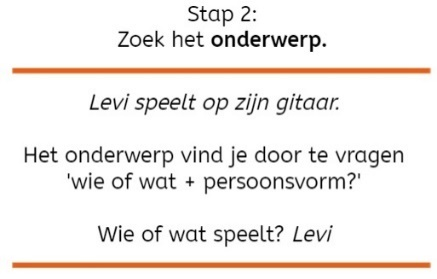 Stap 2:
Zoek het onderwerp.
Levi speelt op zijn gitaar.
Het onderwerp vind je door te vragen
'wie of wat + persoonsvorm?'
Wie of wat speelt? Levi